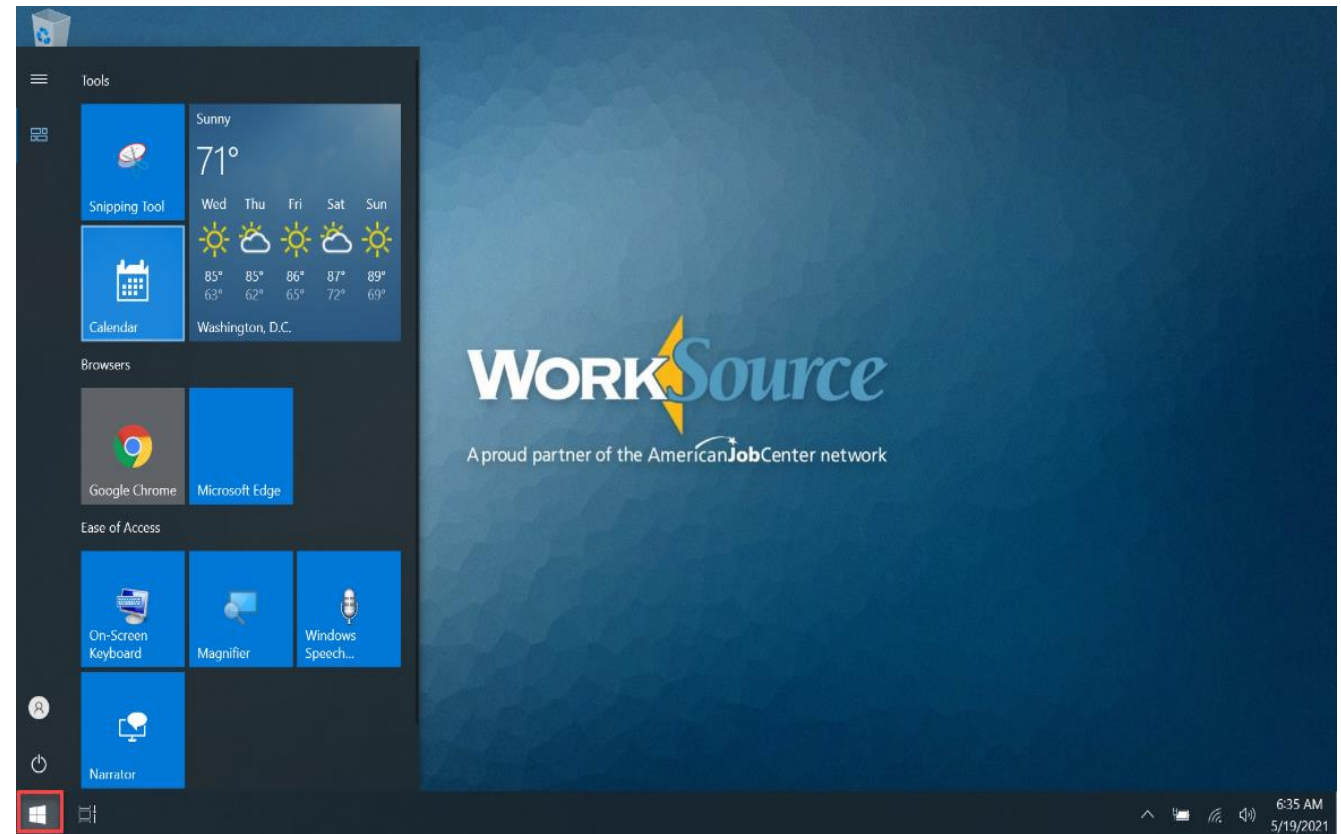 Tools
Snipping Tool
Sunny
71°
Wed Thu Fri Sat Sun
85° 85° 86° 87° 89°
63° 62° 65° 72° 69°
Washington, D.C.
Calendar
Browsers
Google Chrome
Microsoft Edge
Ease of Access
On-Screen
Keyboard
Magnifier
Windows
Speech...
Narrator
WorkSource
A proud partner of the AmericanJobCenter network
6:35 AM
5/19/2021